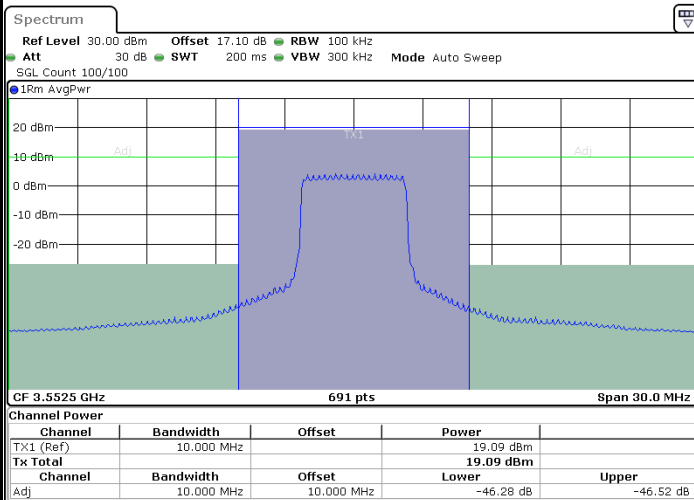 Spectrum
Ref Level 30.00 dBm Offset 17.10 dB RBW 100 kHz
Att 30 dB SWT 200 ms VBW 300 kHz Mode Auto Sweep
SGL Count 100/100
1Rm AvgPwr
20 dBm
TX1
10 dBm
Adj
Adj
0 dBm
-10 dBm
-20 dBm
CF 3.5525 GHz 691 pts Span 30.0 MHz
Channel Power
Channel Bandwidth Offset Power
TX1 (Ref) 10.000 MHz 19.09 dBm
Tx Total 19.09 dBm
Channel Bandwidth Offset Lower Upper
Adj 10.000 MHz 10.000 MHz -46.28 dB -46.52 dB